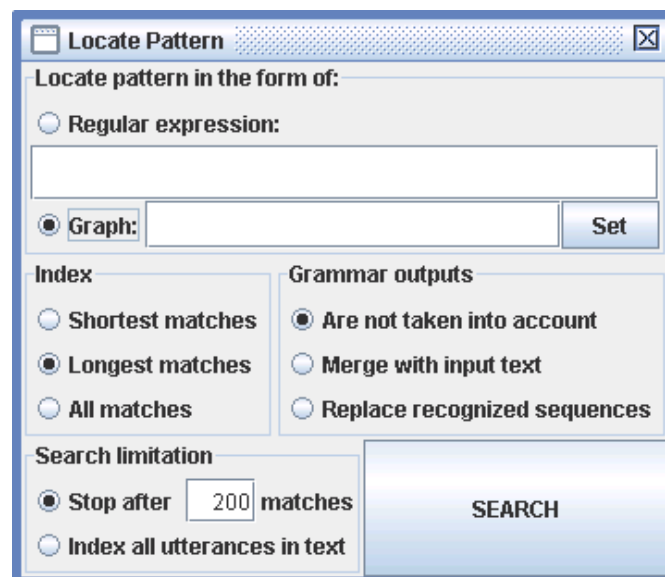 Locate Pattern
Locate pattern in the form of:
Regular expression:
Graph:
Set
Index
Shortest matches
Longest matches
All matches
Grammar outputs
Are not taken into account
Merge with input text
Replace recognized sequences
Search limitation
Stop after 200 matches
Index all utterances in text
SEARCH